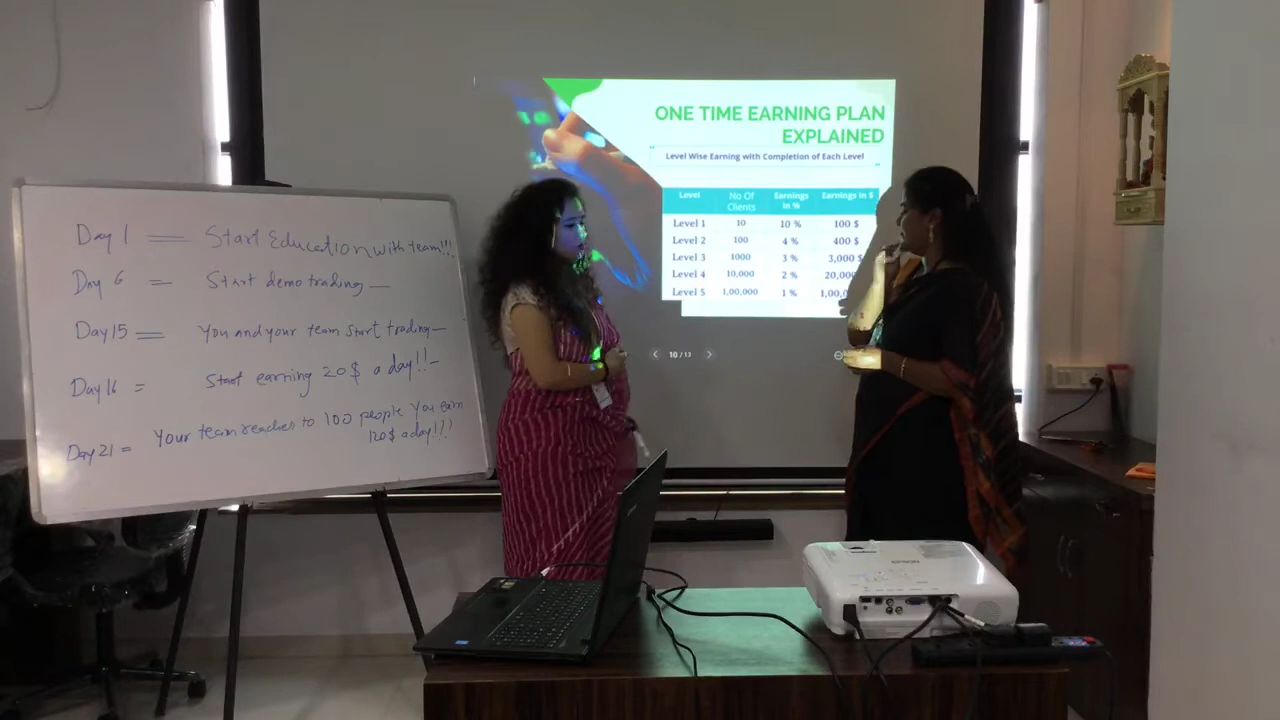 Day 1 = Start Education with team!!!
Day 6 = Start demo trading —
Day 15 = You and your team start trading —
Day 16 = Start earning 20$ a day!!! —
Day 21 = Your team reaches to 100 people You earn
120$ a day!!!
ONE TIME EARNING PLAN
EXPLAINED
Level Wise Earning with Completion of Each Level
Level No Of Clients Earnings in % Earnings in $
Level 1 10 10 % 100 $
Level 2 100 4 % 400 $
Level 3 1000 3 % 3,000 $
Level 4 10,000 2 % 20,000
Level 5 1,00,000 1 %
10 / 13
EPSON